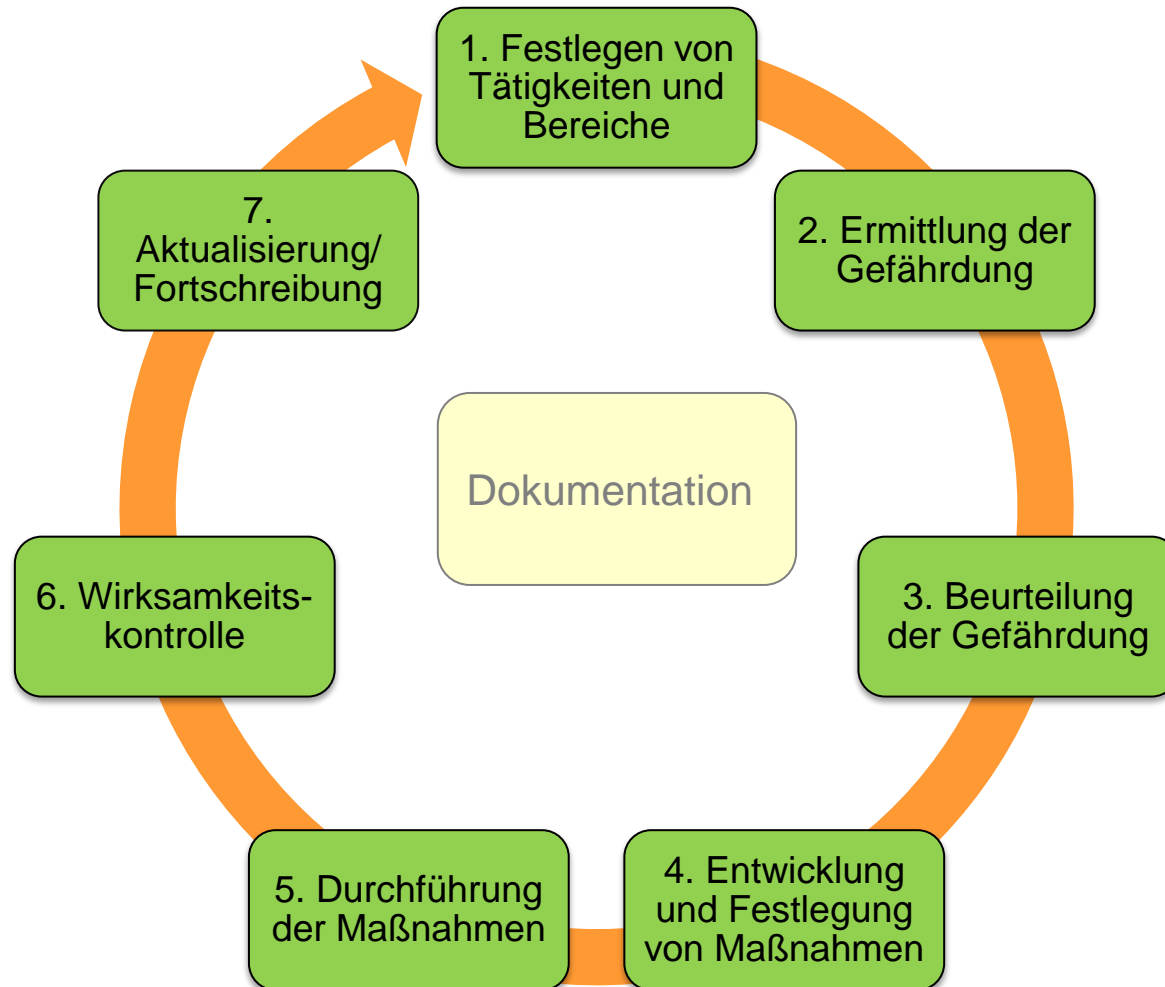 1. Festlegen von
Tätigkeiten und
Bereiche
2. Ermittlung der
Gefährdung
3. Beurteilung
der Gefährdung
4. Entwicklung
und Festlegung
von Maßnahmen
5. Durchführung
der Maßnahmen
6. Wirksamkeits-
kontrolle
7.
Aktualisierung/
Fortschreibung
Dokumentation